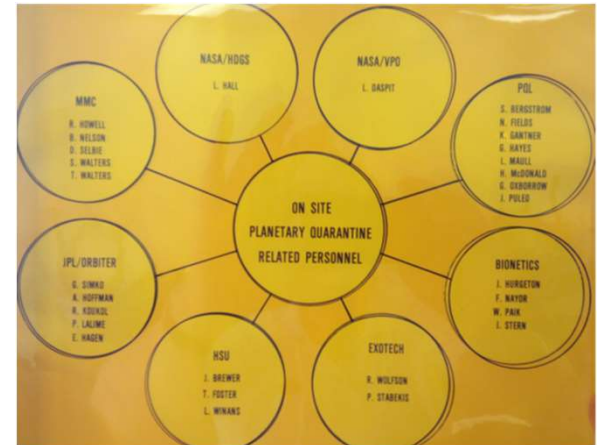 NASA/HDGS
L. HALL
NASA/VPO
L. DASPIT
MMC
R. HOWELL
B. NELSON
D. SELBIE
S. WALTERS
T. WALTERS
PQL
S. BERGSTROM
N. FIELDS
K. GANTNER
G. HAYES
L. MAULL
H. McDONALD
G. OXBORROW
J. PULEO
ON SITE
PLANETARY QUARANTINE
RELATED PERSONNEL
JPL/ORBITER
G. SIMKO
A. HOFFMAN
R. KOUKOL
P. LALIME
E. HAGEN
BIONETICS
J. HURGETON
F. NAYOR
W. PAIK
J. STERN
HSU
J. BREWER
T. FOSTER
L. WINANS
EXOTECH
R. WOLFSON
P. STABEKIS